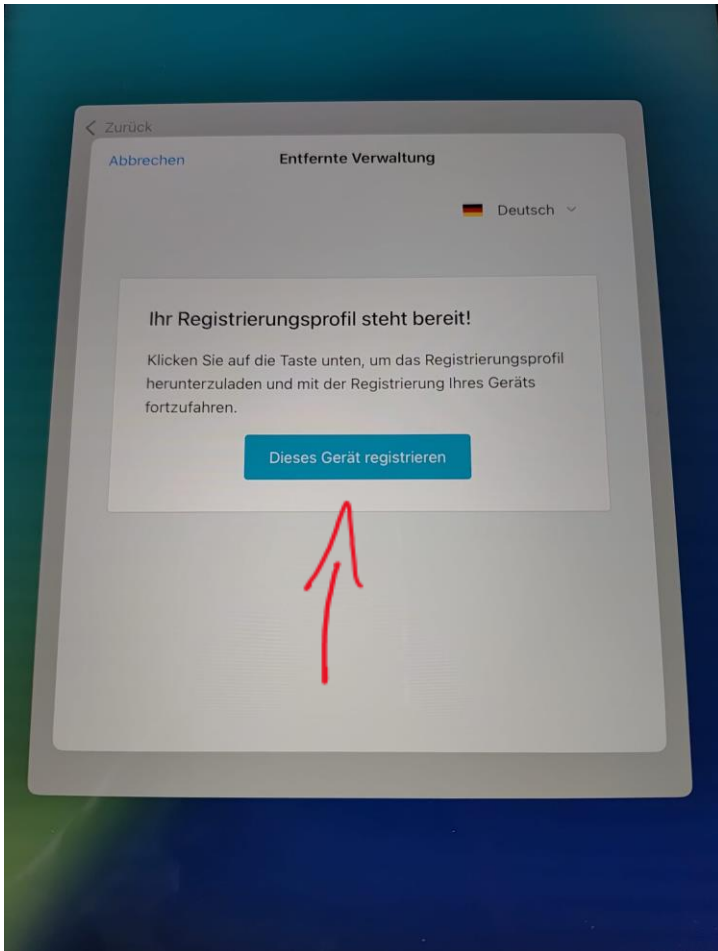 Zurück
Abbrechen
Entfernte Verwaltung
Deutsch
Ihr Registrierungsprofil steht bereit!
Klicken Sie auf die Taste unten, um das Registrierungsprofil
herunterzuladen und mit der Registrierung Ihres Geräts
fortzufahren.
Dieses Gerät registrieren